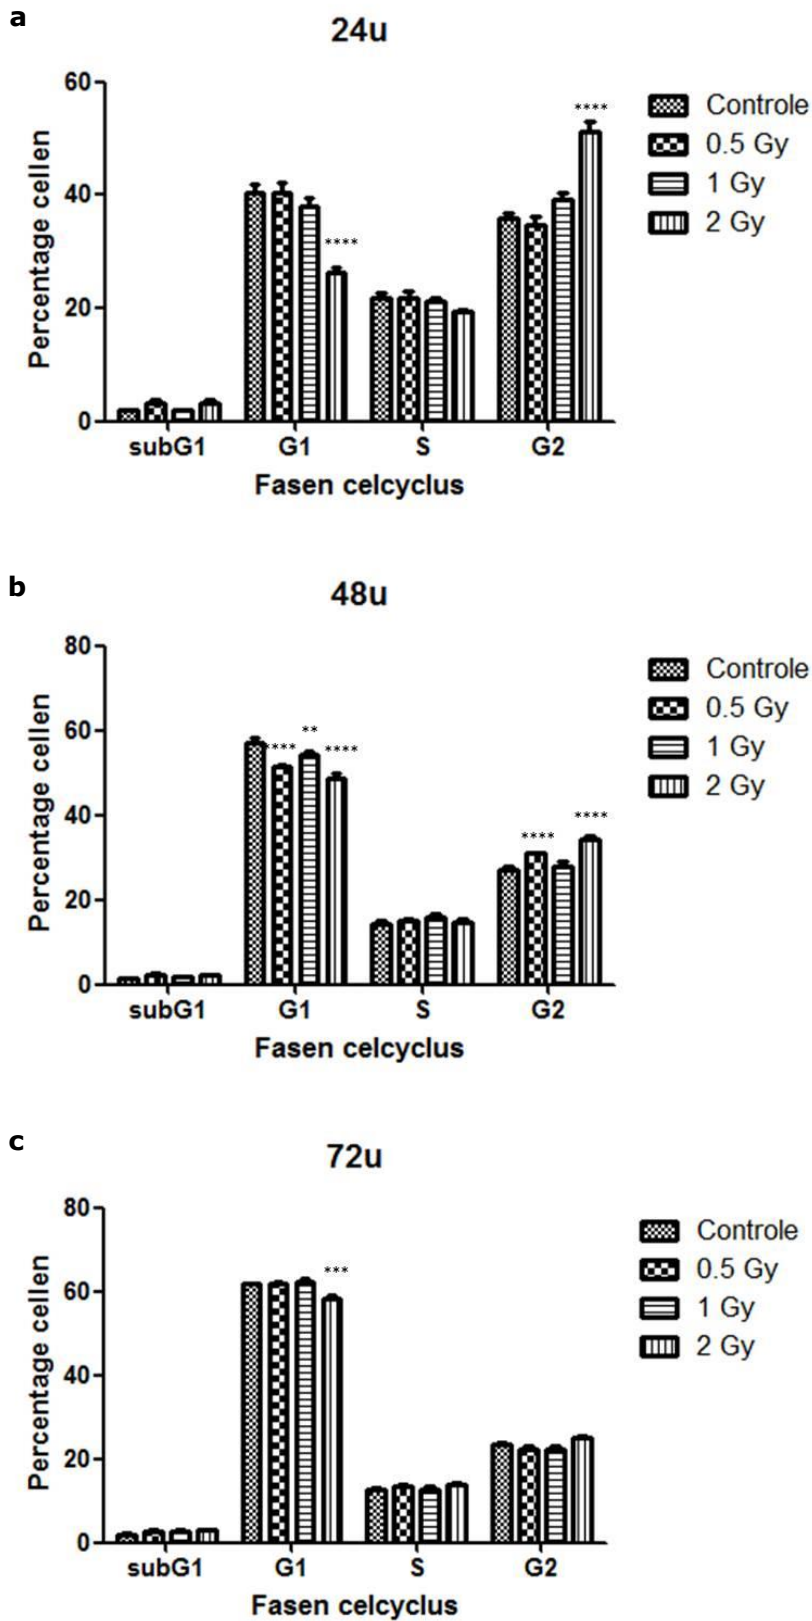 a
24u
60
40
20
0
Percentage cellen
****
****
Controle
0.5 Gy
1 Gy
2 Gy
subG1 G1 S G2
Fasen celcyclus
b
48u
80
60
40
20
0
Percentage cellen
**
**** ****
****
****
Controle
0.5 Gy
1 Gy
2 Gy
subG1 G1 S G2
Fasen celcyclus
c
72u
80
60
40
20
0
Percentage cellen
***
Controle
0.5 Gy
1 Gy
2 Gy
subG1 G1 S G2
Fasen celcyclus